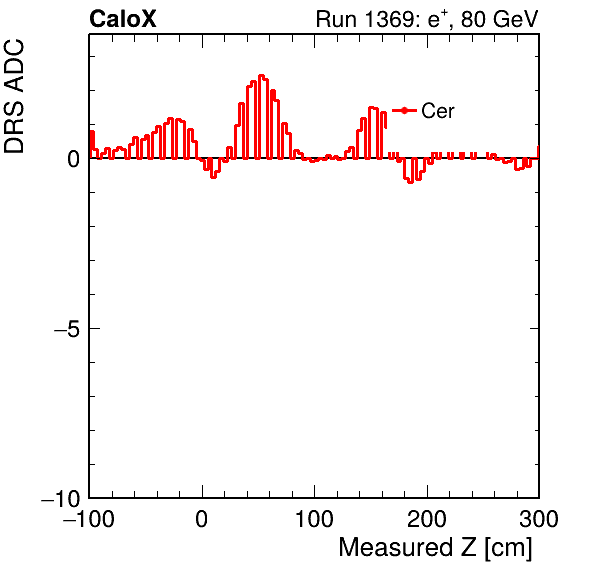 CaloX Run 1369: e⁺, 80 GeV
DRS ADC
Cer
0
−5
−10
−100 0 100 200 300
Measured Z [cm]